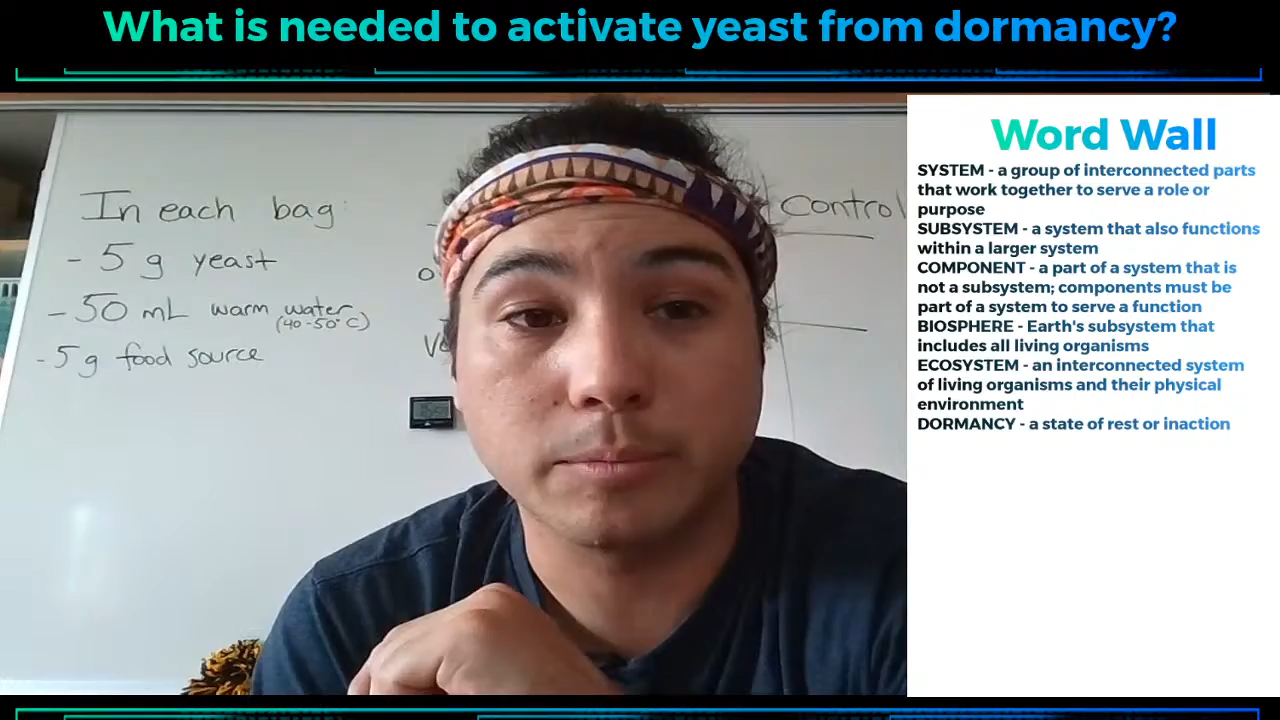 What is needed to activate yeast from dormancy?
In each bag:
- 5 g yeast
- 50 mL warm water
(40-50°C)
- 5 g food source
Control
Word Wall
SYSTEM - a group of interconnected parts
that work together to serve a role or
purpose
SUBSYSTEM - a system that also functions
within a larger system
COMPONENT - a part of a system that is
not a subsystem; components must be
part of a system to serve a function
BIOSPHERE - Earth's subsystem that
includes all living organisms
ECOSYSTEM - an interconnected system
of living organisms and their physical
environment
DORMANCY - a state of rest or inaction